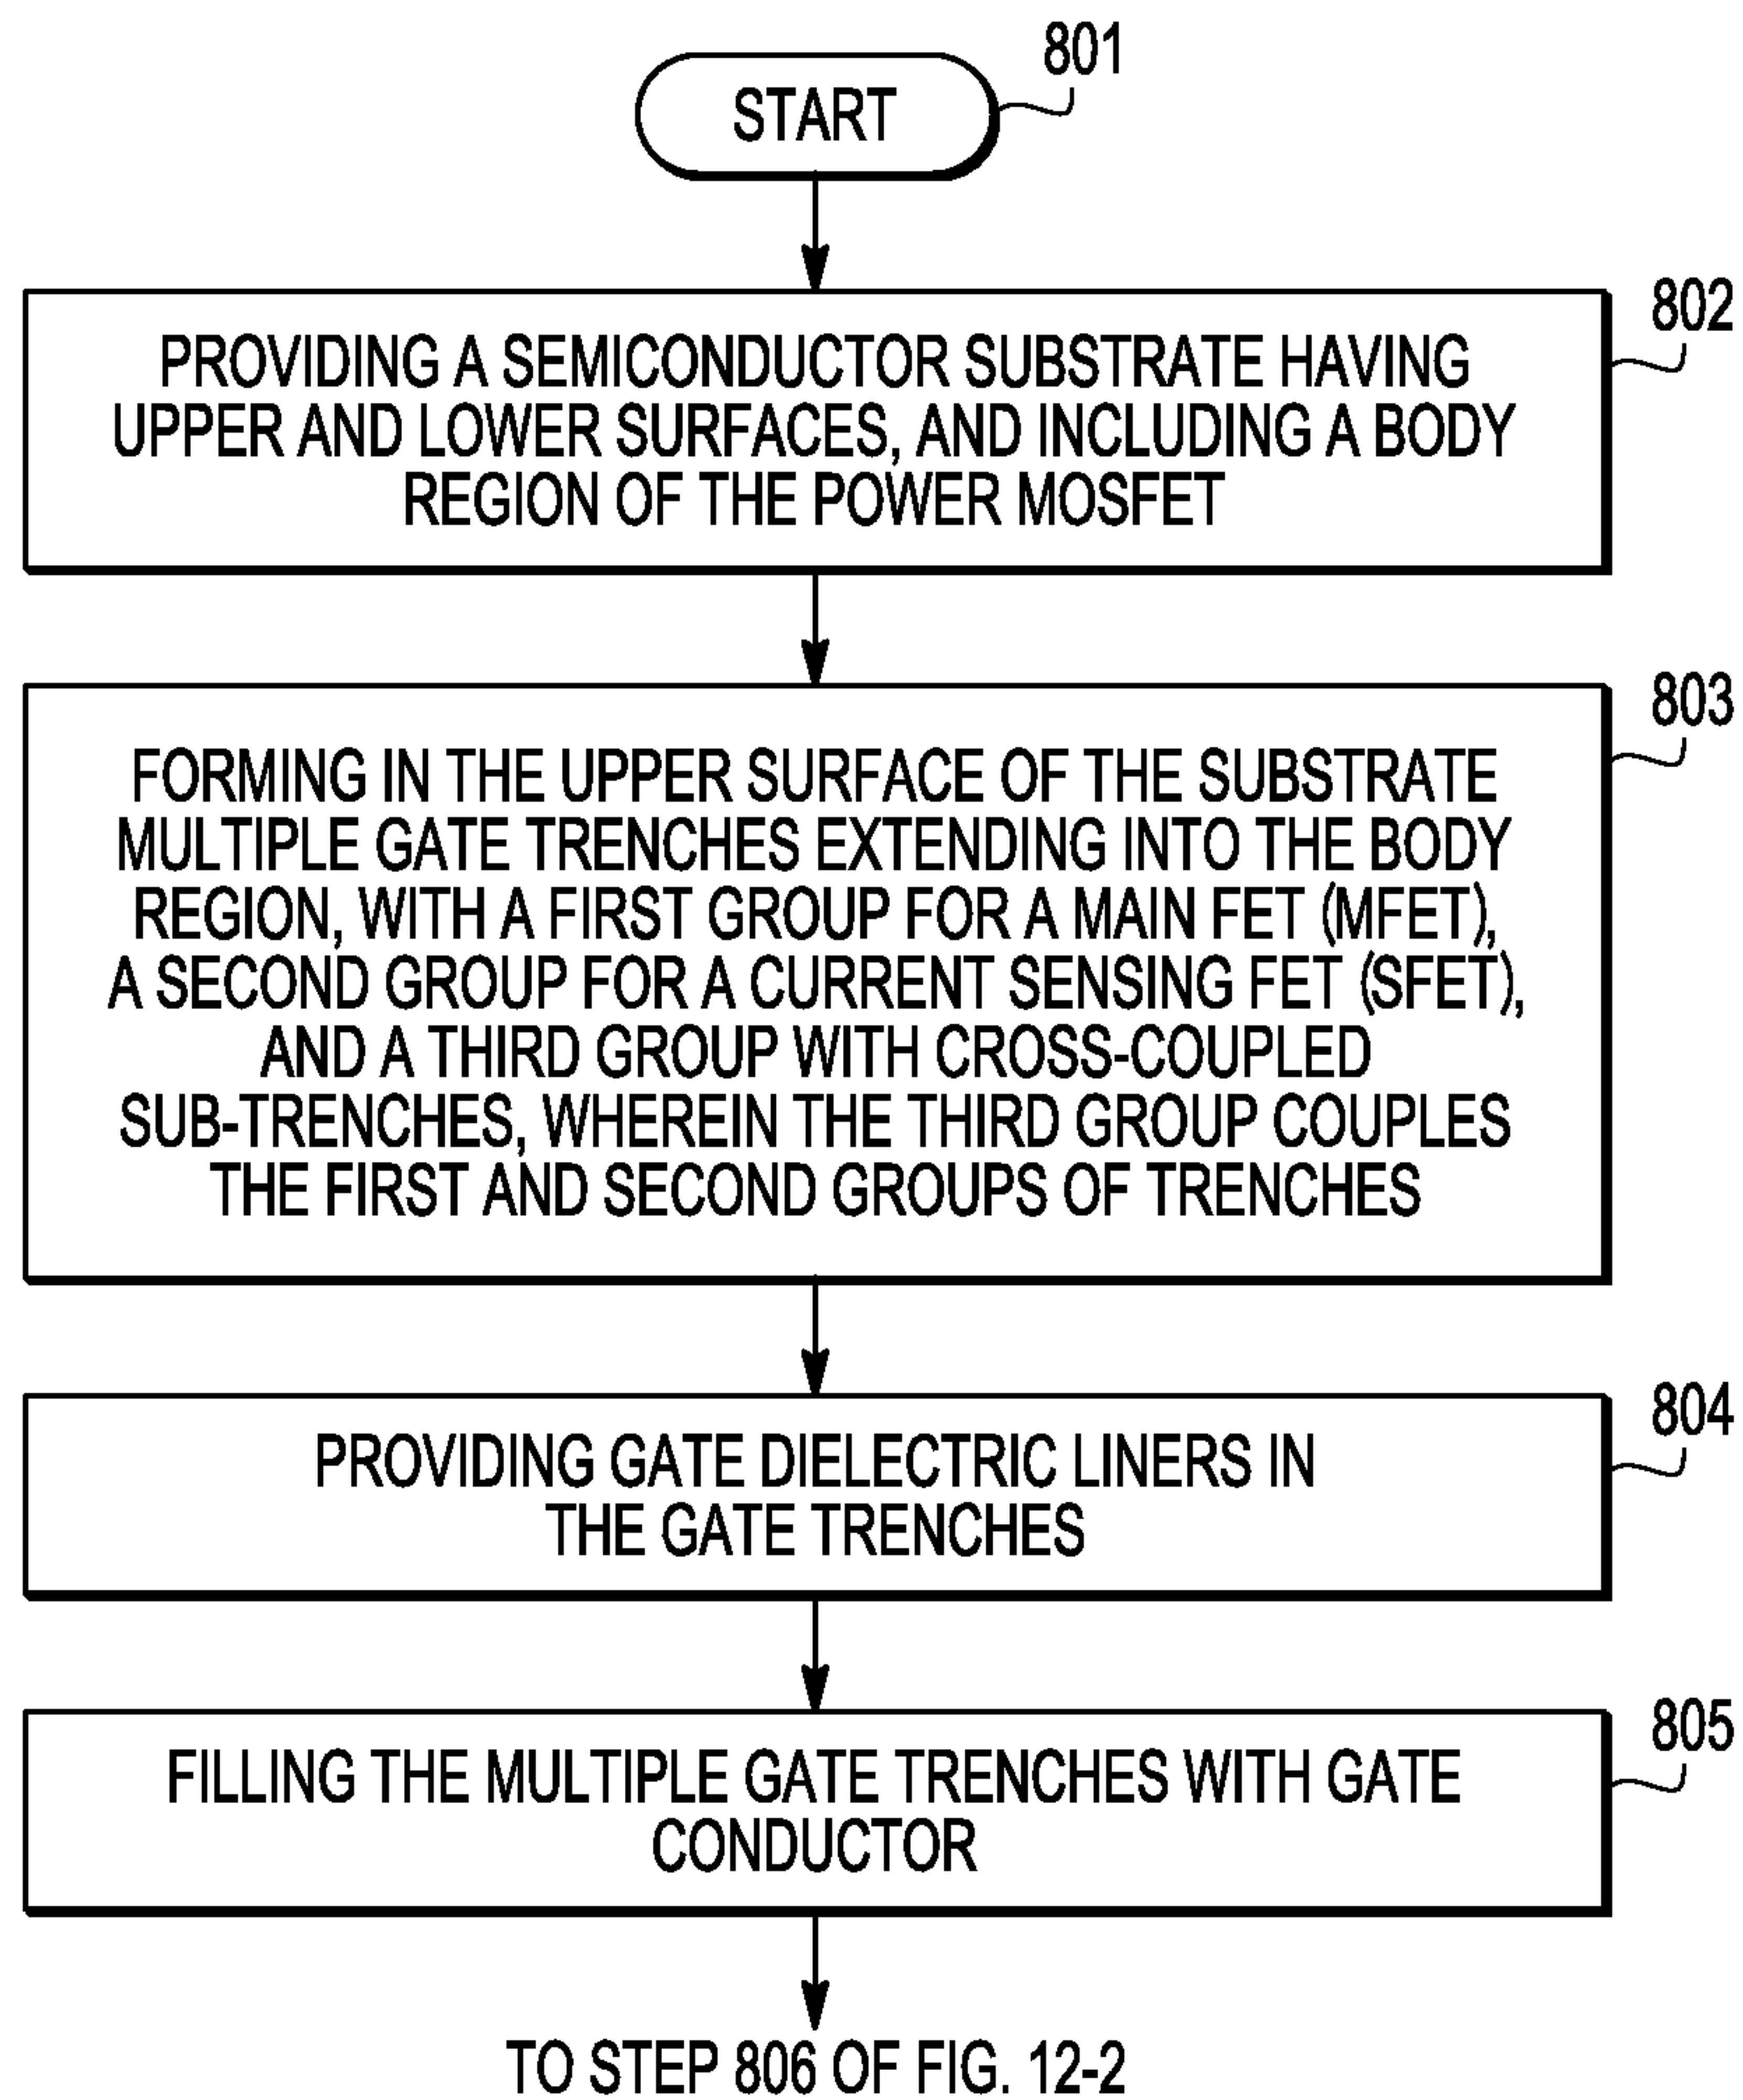 801
START
802
PROVIDING A SEMICONDUCTOR SUBSTRATE HAVING
UPPER AND LOWER SURFACES, AND INCLUDING A BODY
REGION OF THE POWER MOSFET
803
FORMING IN THE UPPER SURFACE OF THE SUBSTRATE
MULTIPLE GATE TRENCHES EXTENDING INTO THE BODY
REGION, WITH A FIRST GROUP FOR A MAIN FET (MFET),
A SECOND GROUP FOR A CURRENT SENSING FET (SFET),
AND A THIRD GROUP WITH CROSS-COUPLED
SUB-TRENCHES, WHEREIN THE THIRD GROUP COUPLES
THE FIRST AND SECOND GROUPS OF TRENCHES
804
PROVIDING GATE DIELECTRIC LINERS IN
THE GATE TRENCHES
805
FILLING THE MULTIPLE GATE TRENCHES WITH GATE
CONDUCTOR
TO STEP 806 OF FIG. 12-2